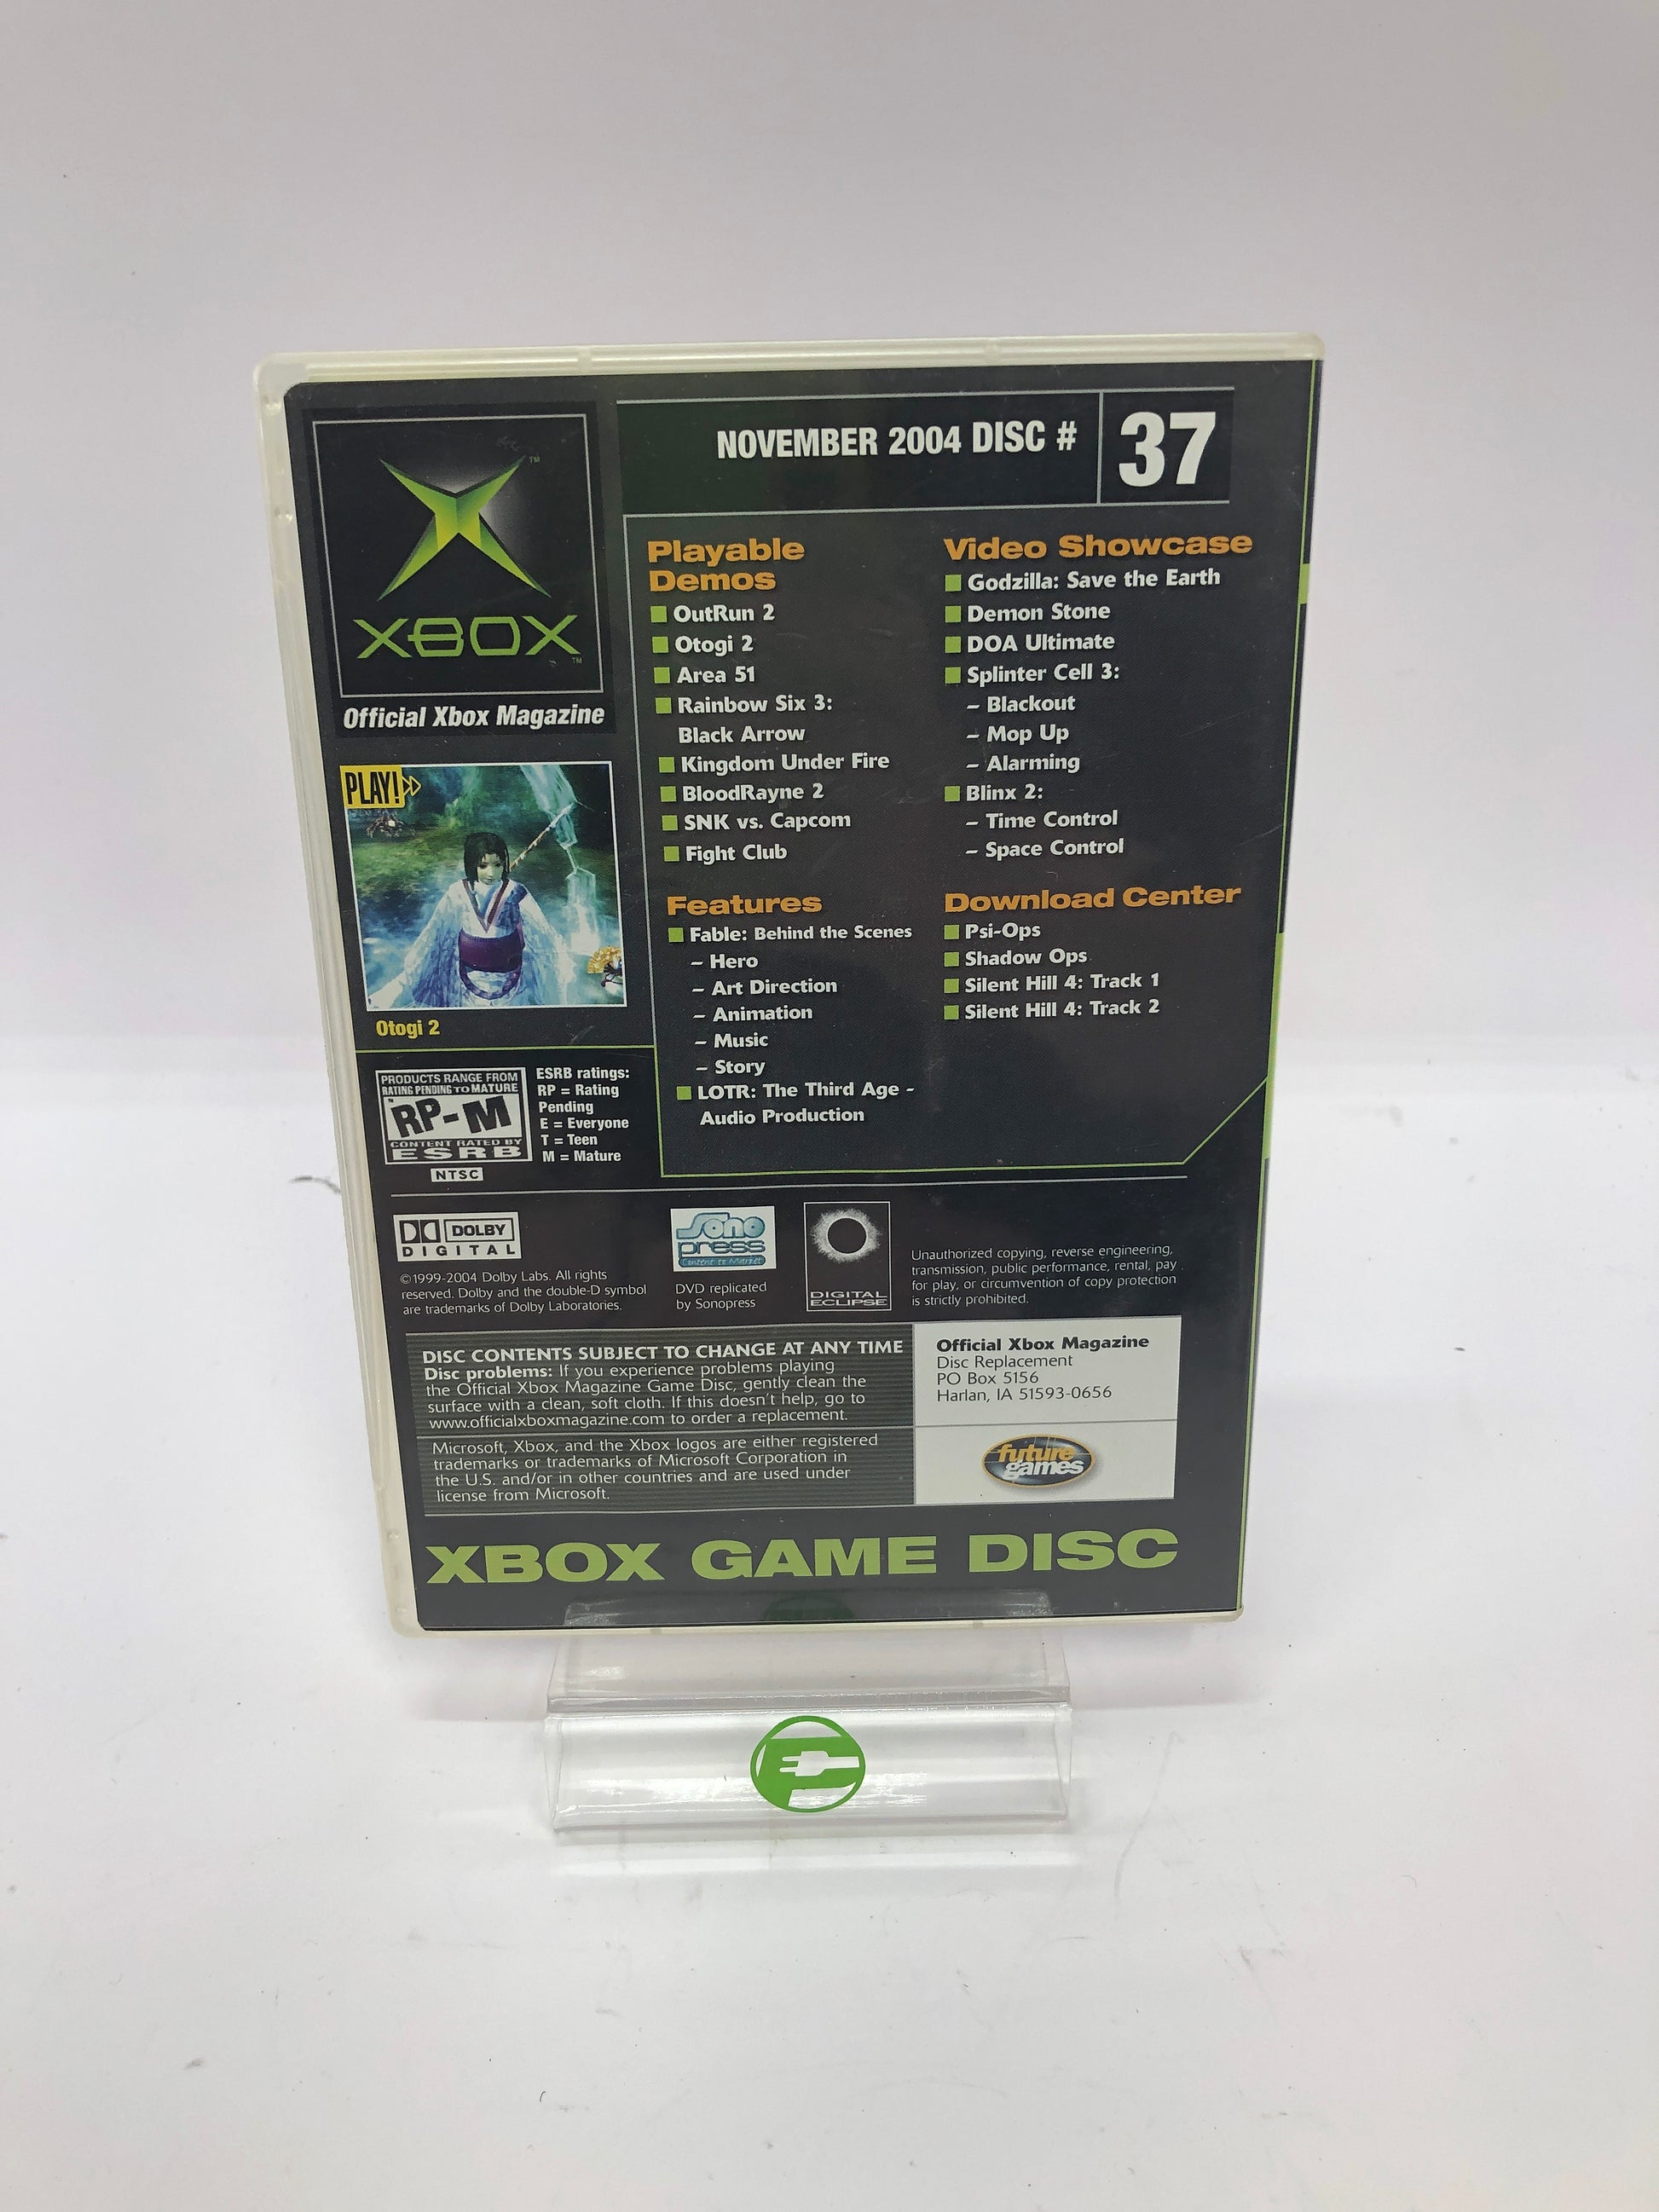 NOVEMBER 2004 DISC # 37
XBOX™
Official Xbox Magazine
PLAY!
Otogi 2
Playable
Demos
OutRun 2
Otogi 2
Area 51
Rainbow Six 3:
Black Arrow
Kingdom Under Fire
BloodRayne 2
SNK vs. Capcom
Fight Club
Features
Fable: Behind the Scenes
– Hero
– Art Direction
– Animation
– Music
– Story
LOTR: The Third Age –
Audio Production
Video Showcase
Godzilla: Save the Earth
Demon Stone
DOA Ultimate
Splinter Cell 3:
– Blackout
– Mop Up
– Alarming
Blinx 2:
– Time Control
– Space Control
Download Center
Psi-Ops
Shadow Ops
Silent Hill 4: Track 1
Silent Hill 4: Track 2
PRODUCTS RANGE FROM
RATING PENDING TO MATURE
RP-M
CONTENT RATED BY
ESRB
NTSC
ESRB ratings:
RP = Rating
Pending
E = Everyone
T = Teen
M = Mature
DOLBY
DIGITAL
©1999-2004 Dolby Labs. All rights
reserved. Dolby and the double-D symbol
are trademarks of Dolby Laboratories.
Sono
press
Content to Market
DVD replicated
by Sonopress
DIGITAL
ECLIPSE
Unauthorized copying, reverse engineering,
transmission, public performance, rental, pay
for play, or circumvention of copy protection
is strictly prohibited.
DISC CONTENTS SUBJECT TO CHANGE AT ANY TIME
Disc problems: If you experience problems playing
the Official Xbox Magazine Game Disc, gently clean the
surface with a clean, soft cloth. If this doesn't help, go to
www.officialxboxmagazine.com to order a replacement.
Microsoft, Xbox, and the Xbox logos are either registered
trademarks or trademarks of Microsoft Corporation in
the U.S. and/or in other countries and are used under
license from Microsoft.
Official Xbox Magazine
Disc Replacement
PO Box 5156
Harlan, IA 51593-0656
future
games
XBOX GAME DISC